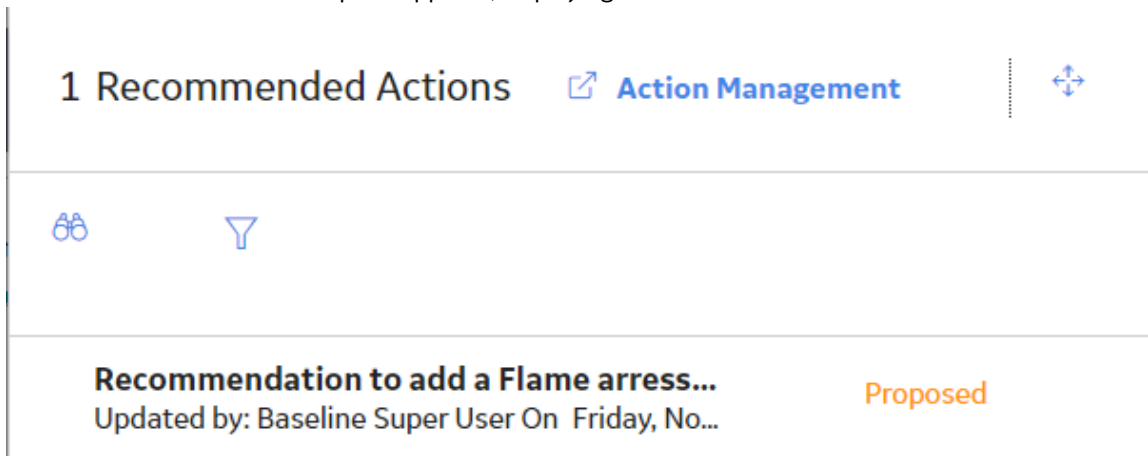 1 Recommended Actions Action Management
Recommendation to add a Flame arress...
Updated by: Baseline Super User On Friday, No...
Proposed